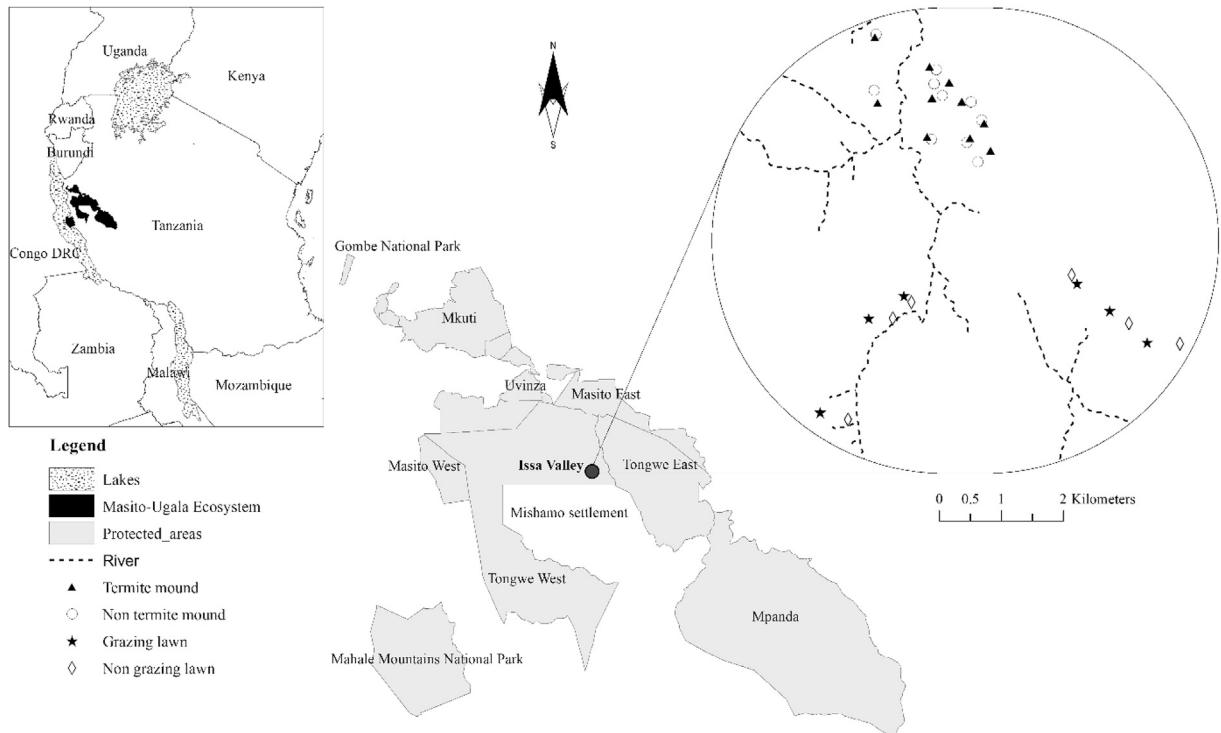 Uganda
Kenya
Rwanda
Burundi
Tanzania
Congo DRC
Zambia
Malawi
Mozambique
N
S
Gombe National Park
Mkuti
Uvinza
Masito East
Masito West
Issa Valley
Tongwe East
Mishamo settlement
Tongwe West
Mpanda
Mahale Mountains National Park
0 0.5 1 2 Kilometers
Legend
Lakes
Masito-Ugala Ecosystem
Protected_areas
River
Termite mound
Non termite mound
Grazing lawn
Non grazing lawn